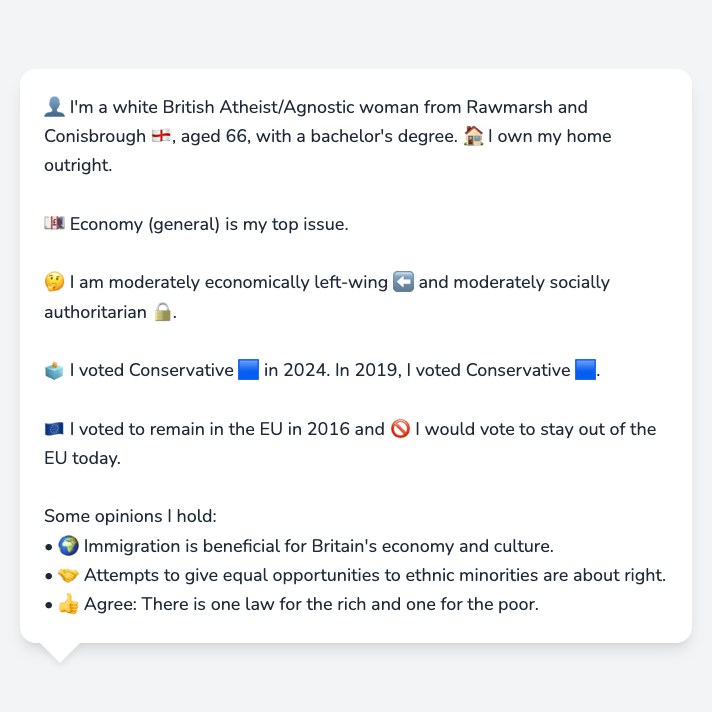 👤 I'm a white British Atheist/Agnostic woman from Rawmarsh and
Conisbrough 🏴󠁧󠁢󠁥󠁮󠁧󠁿, aged 66, with a bachelor's degree. 🏠 I own my home
outright.
💷 Economy (general) is my top issue.
🤔 I am moderately economically left-wing ⬅️ and moderately socially
authoritarian 🔒.
🗳️ I voted Conservative 🟦 in 2024. In 2019, I voted Conservative 🟦.
🇪🇺 I voted to remain in the EU in 2016 and 🚫 I would vote to stay out of the
EU today.
Some opinions I hold:
• 🌍 Immigration is beneficial for Britain's economy and culture.
• 🤝 Attempts to give equal opportunities to ethnic minorities are about right.
• 👍 Agree: There is one law for the rich and one for the poor.